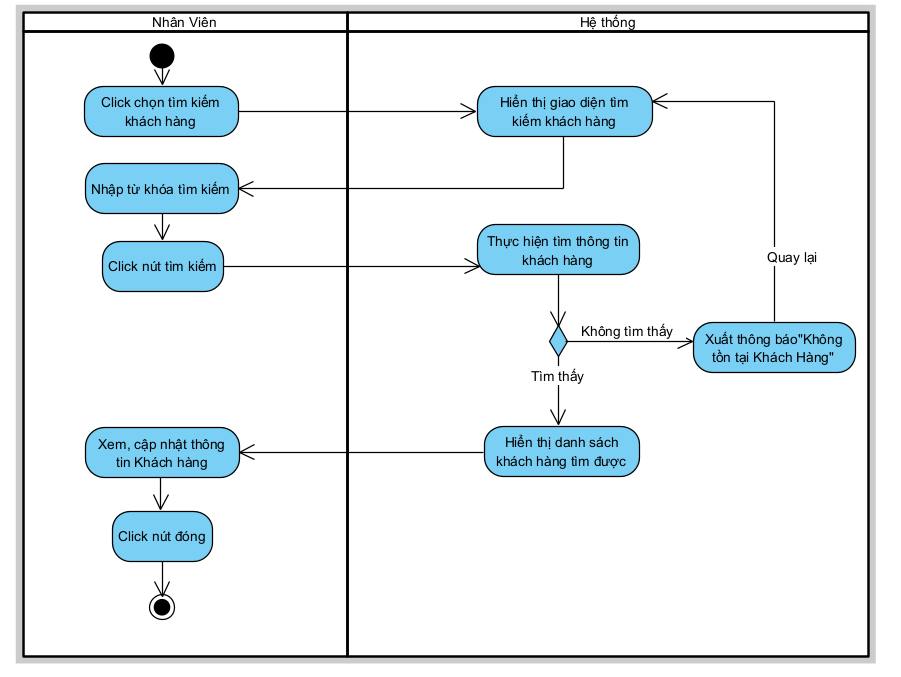 Nhân Viên
Hệ thống
Click chọn tìm kiếm
khách hàng
Hiển thị giao diện tìm
kiếm khách hàng
Nhập từ khóa tìm kiếm
Click nút tìm kiếm
Thực hiện tìm thông tin
khách hàng
Quay lại
Không tìm thấy
Xuất thông báo"Không
tồn tại Khách Hàng"
Tìm thấy
Hiển thị danh sách
khách hàng tìm được
Xem, cập nhật thông
tin Khách hàng
Click nút đóng